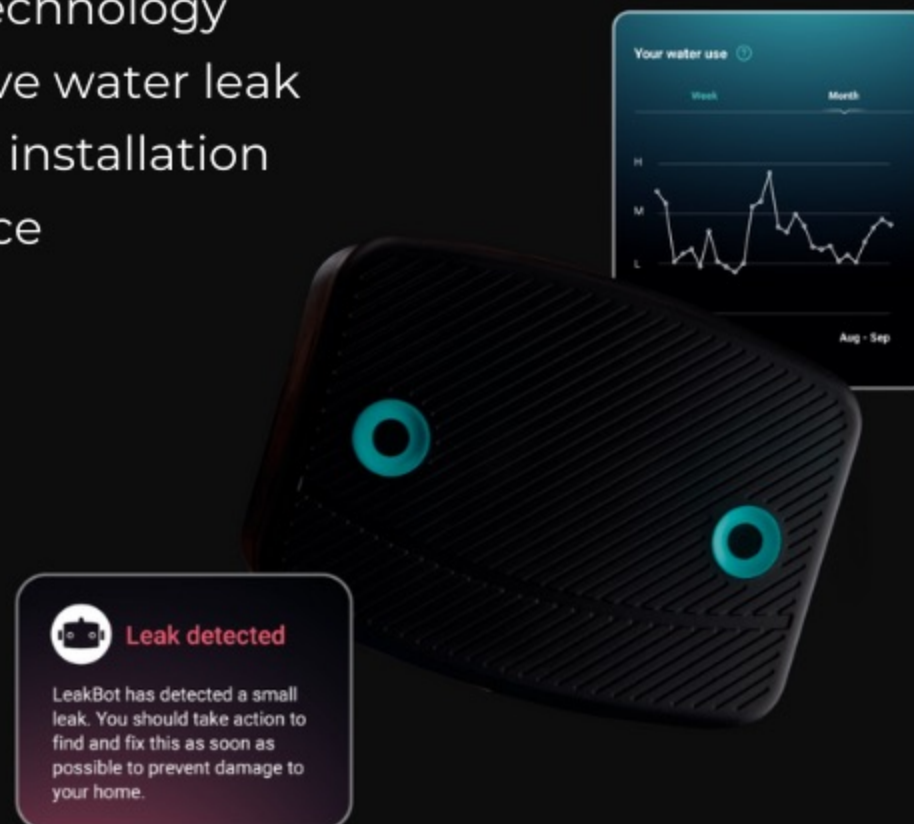 echnology
ve water leak
installation
ce
Your water use ?
Week Month
H
M
L
Aug - Sep
Leak detected
LeakBot has detected a small
leak. You should take action to
find and fix this as soon as
possible to prevent damage to
your home.